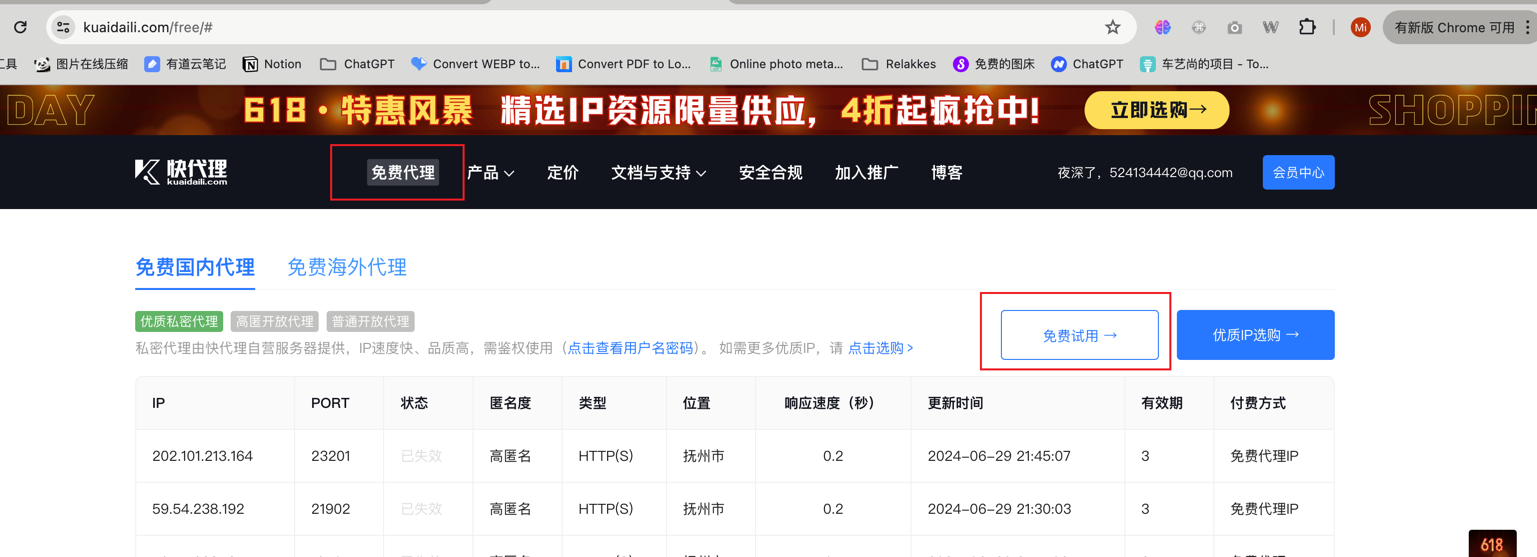 kuaidaili.com/free/#
Mi
有新版 Chrome 可用
工具
图片在线压缩
有道云笔记
Notion
ChatGPT
Convert WEBP to...
Convert PDF to Lo...
Online photo meta...
Relakkes
免费的图床
ChatGPT
车艺尚的项目 - To...
DAY
618·特惠风暴 精选IP资源限量供应，4折起疯抢中!
立即选购→
SHOPPIN
快代理
kuaidaili.com
免费代理
产品
定价
文档与支持
安全合规
加入推广
博客
夜深了，524134442@qq.com
会员中心
免费国内代理
免费海外代理
优质私密代理 高匿开放代理 普通开放代理
私密代理由快代理自营服务器提供，IP速度快、品质高，需鉴权使用（点击查看用户名密码）。 如需更多优质IP，请 点击选购 >
免费试用 →
优质IP选购 →
IP PORT 状态 匿名度 类型 位置 响应速度（秒） 更新时间 有效期 付费方式
202.101.213.164 23201 已失效 高匿名 HTTP(S) 抚州市 0.2 2024-06-29 21:45:07 3 免费代理IP
59.54.238.192 21902 已失效 高匿名 HTTP(S) 抚州市 0.2 2024-06-29 21:30:03 3 免费代理IP
618